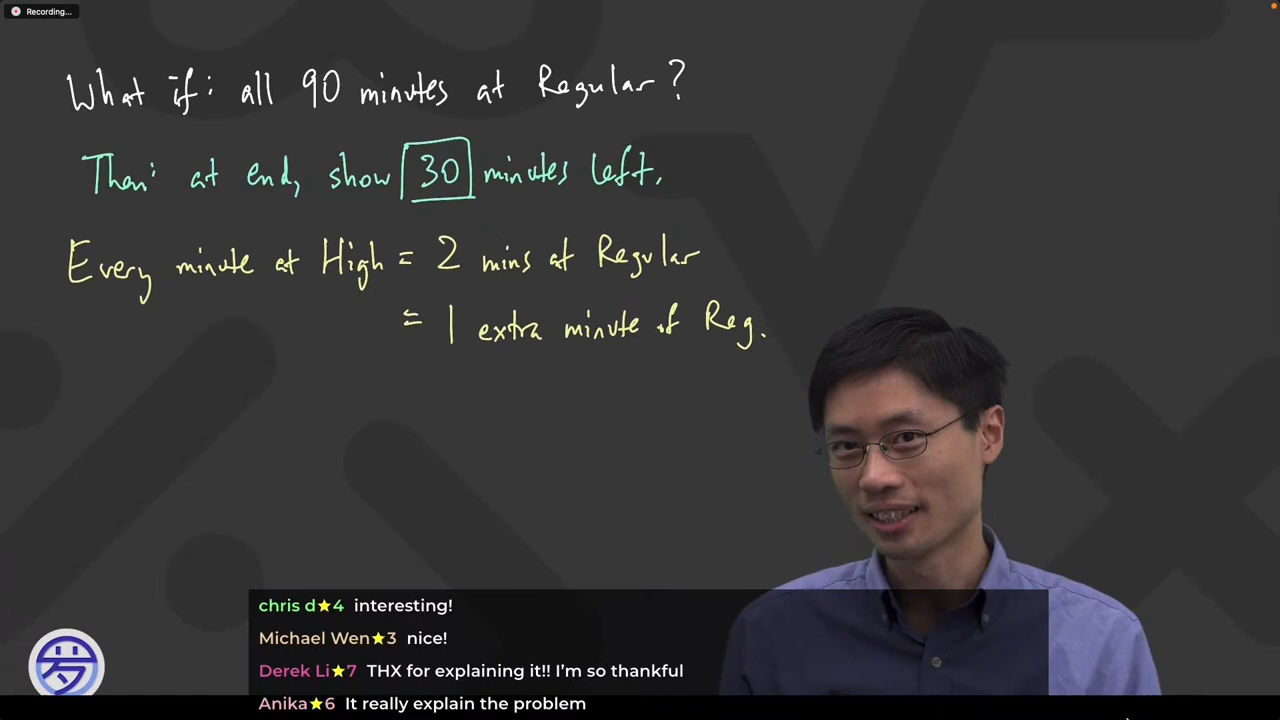 Recording...
What if: all 90 minutes at Regular?
Then: at end, show 30 minutes left.
Every minute at High = 2 mins at Regular
= 1 extra minute of Reg.
chris d★4 interesting!
Michael Wen★3 nice!
Derek Li★7 THX for explaining it!! I'm so thankful
Anika★6 It really explain the problem